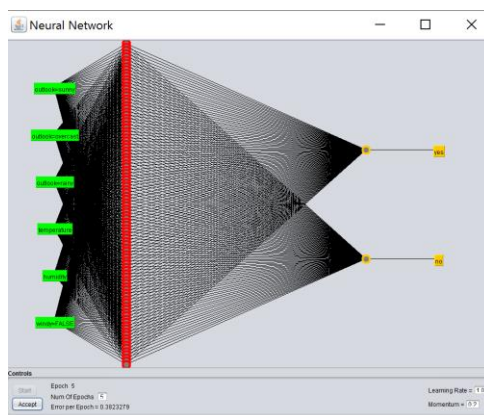 Neural Network
outlook=sunny
outlook=overcast
outlook=rainy
temperature
humidity
windy=FALSE
yes
no
Controls
Start
Accept
Epoch 5
Num Of Epochs 5
Error per Epoch = 0.3823279
Learning Rate =
Momentum =